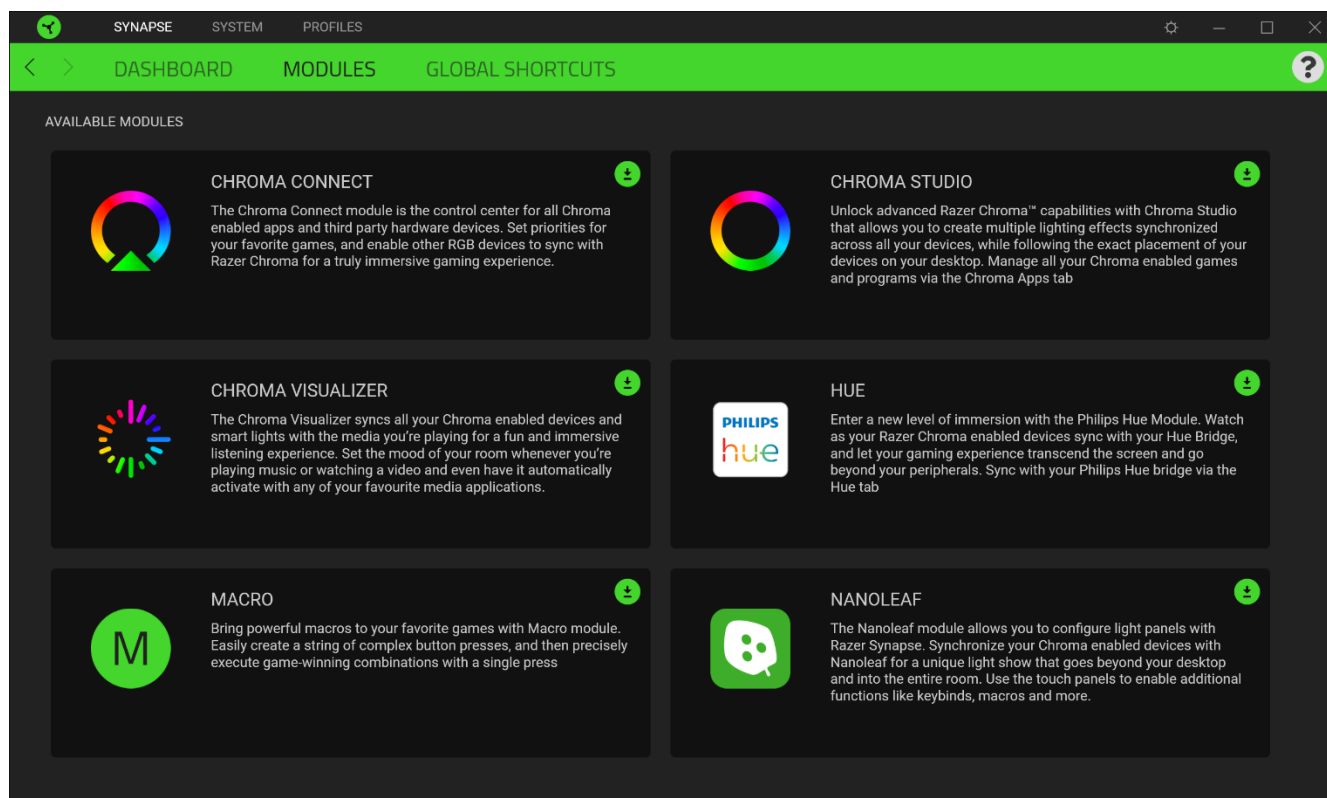 SYNAPSE SYSTEM PROFILES
DASHBOARD MODULES GLOBAL SHORTCUTS ?
AVAILABLE MODULES
CHROMA CONNECT
The Chroma Connect module is the control center for all Chroma
enabled apps and third party hardware devices. Set priorities for
your favorite games, and enable other RGB devices to sync with
Razer Chroma for a truly immersive gaming experience.
CHROMA STUDIO
Unlock advanced Razer Chroma™ capabilities with Chroma Studio
that allows you to create multiple lighting effects synchronized
across all your devices, while following the exact placement of your
devices on your desktop. Manage all your Chroma enabled games
and programs via the Chroma Apps tab
CHROMA VISUALIZER
The Chroma Visualizer syncs all your Chroma enabled devices and
smart lights with the media you're playing for a fun and immersive
listening experience. Set the mood of your room whenever you're
playing music or watching a video and even have it automatically
activate with any of your favourite media applications.
PHILIPS
hue
HUE
Enter a new level of immersion with the Philips Hue Module. Watch
as your Razer Chroma enabled devices sync with your Hue Bridge,
and let your gaming experience transcend the screen and go
beyond your peripherals. Sync with your Philips Hue bridge via the
Hue tab
M
MACRO
Bring powerful macros to your favorite games with Macro module.
Easily create a string of complex button presses, and then precisely
execute game-winning combinations with a single press
NANOLEAF
The Nanoleaf module allows you to configure light panels with
Razer Synapse. Synchronize your Chroma enabled devices with
Nanoleaf for a unique light show that goes beyond your desktop
and into the entire room. Use the touch panels to enable additional
functions like keybinds, macros and more.